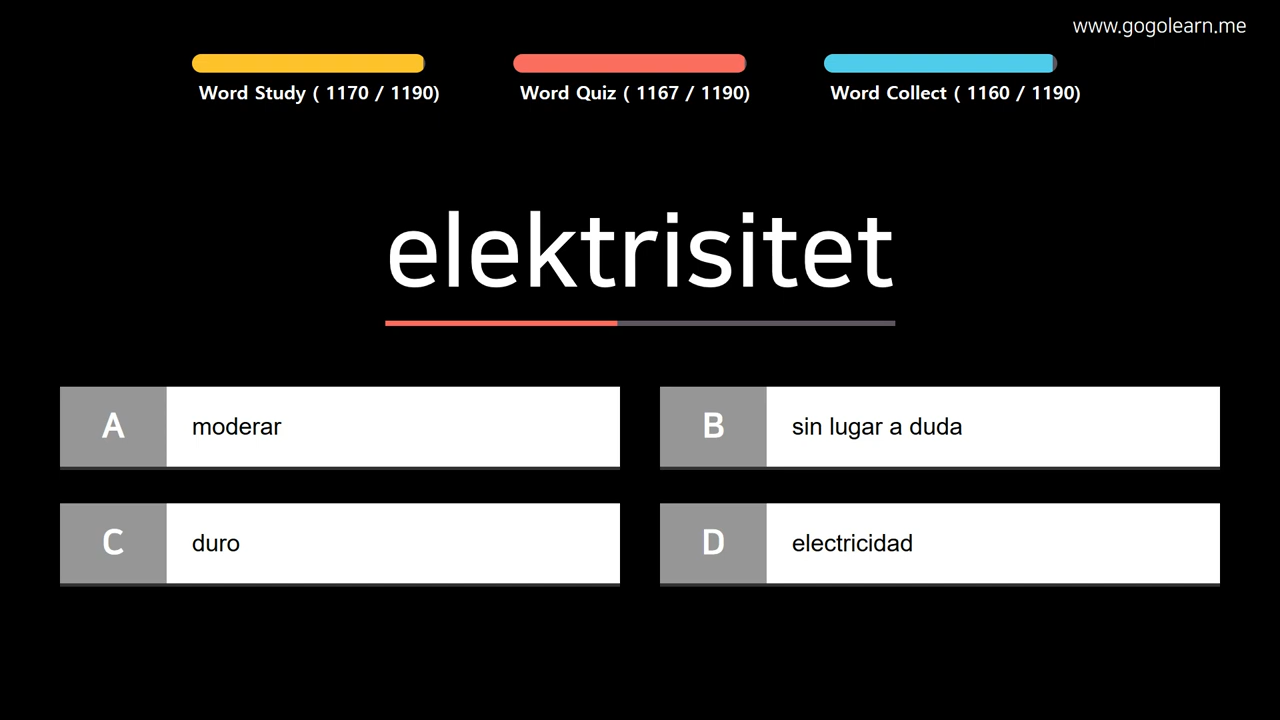 www.gogolearn.me
Word Study ( 1170 / 1190)
Word Quiz ( 1167 / 1190)
Word Collect ( 1160 / 1190)
elektrisitet
A moderar
B sin lugar a duda
C duro
D electricidad